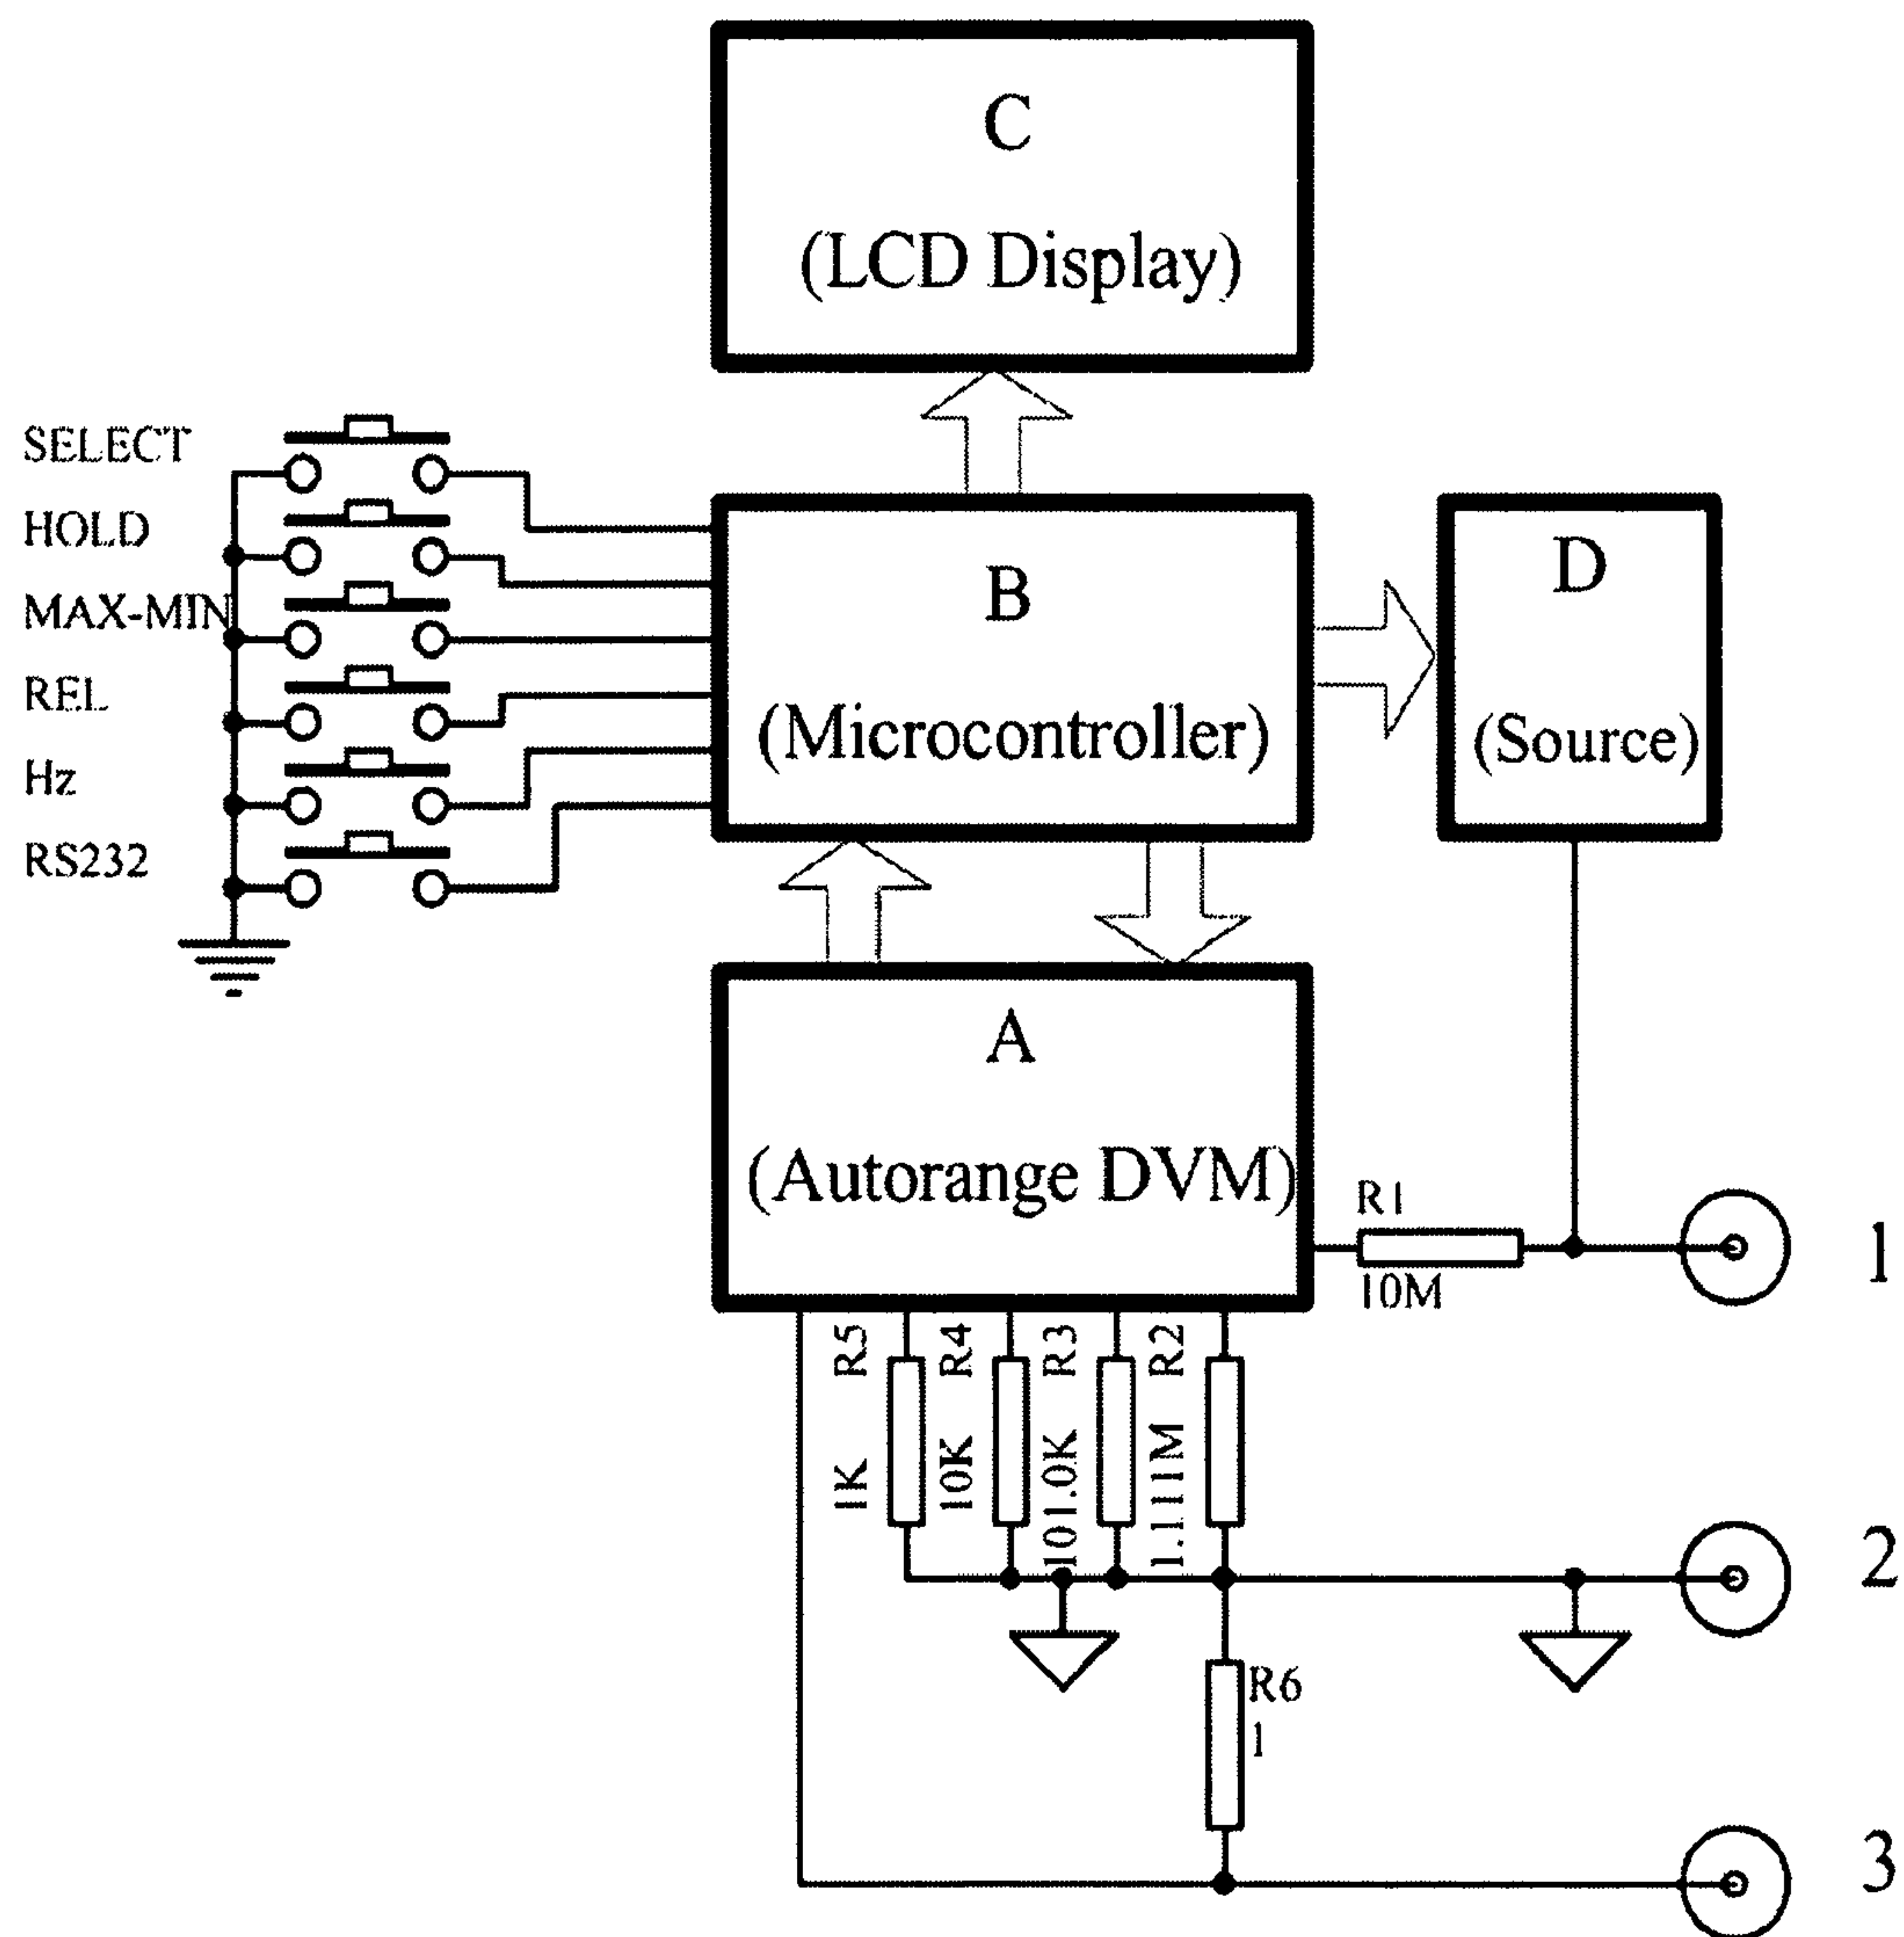 C
(LCD Display)
SELECT
HOLD
MAX-MIN
REL
Hz
RS232
B
(Microcontroller)
D
(Source)
A
(Autorange DVM)
R1
10M
1
R5
1K
R4
10K
R3
101.0K
R2
1.111M
2
R6
1
3